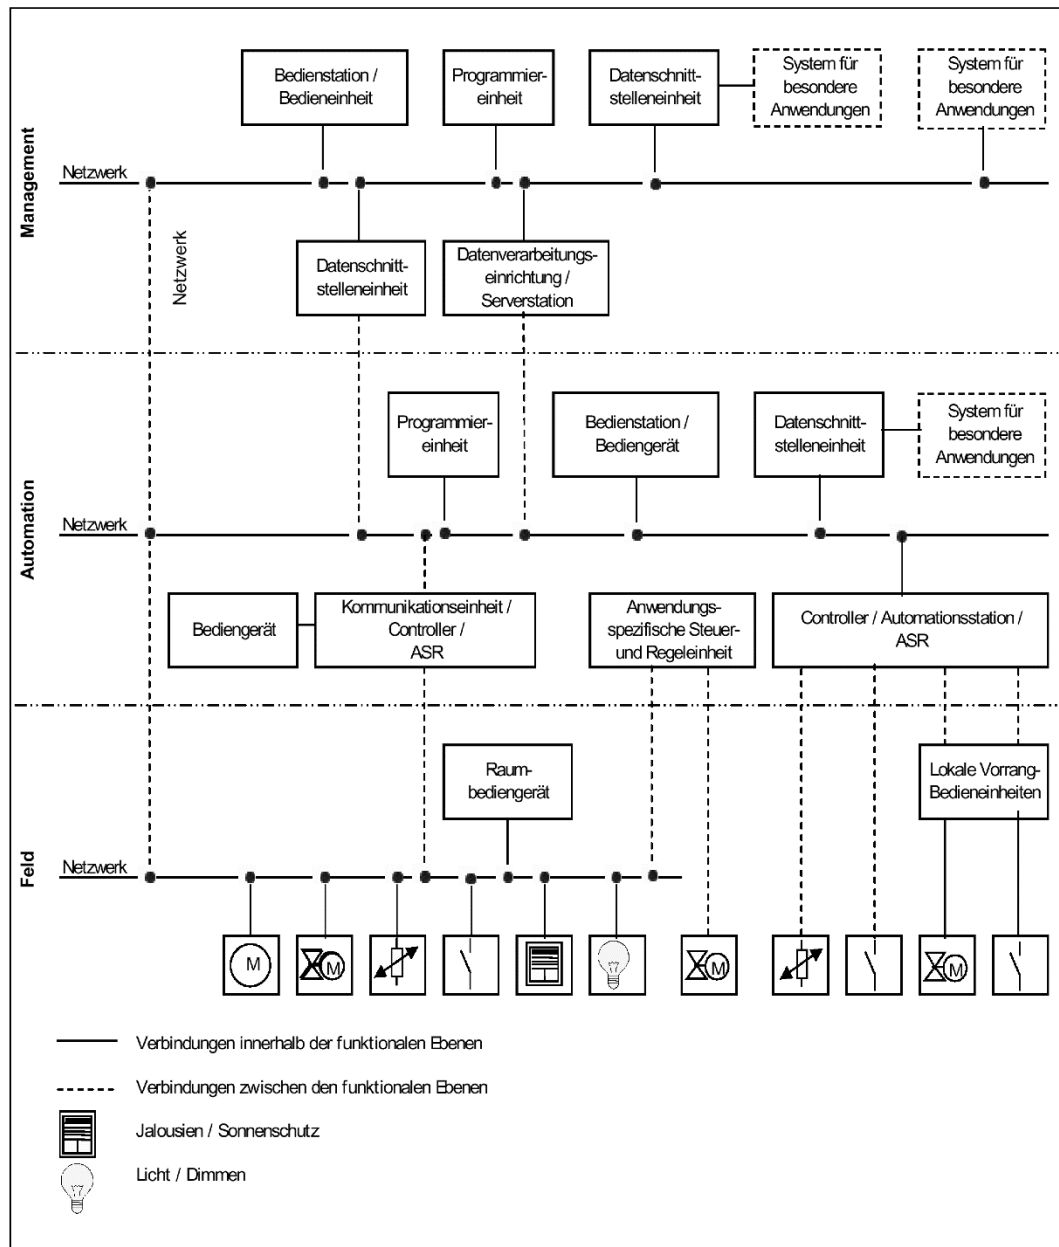 Management
Bedienstation /
Bedieneinheit
Programmier-
einheit
Datenschnitt-
stelleneinheit
System für
besondere
Anwendungen
System für
besondere
Anwendungen
Netzwerk
Netzwerk
Datenschnitt-
stelleneinheit
Datenverarbeitungs-
einrichtung /
Serverstation
Automation
Programmier-
einheit
Bedienstation /
Bediengerät
Datenschnitt-
stelleneinheit
System für
besondere
Anwendungen
Netzwerk
Bediengerät
Kommunikationseinheit /
Controller /
ASR
Anwendungs-
spezifische Steuer-
und Regeleinheit
Controller / Automationsstation /
ASR
Feld
Raum-
bediengerät
Lokale Vorrang-
Bedieneinheiten
Netzwerk
M
M
M
M
Verbindungen innerhalb der funktionalen Ebenen
Verbindungen zwischen den funktionalen Ebenen
Jalousien / Sonnenschutz
Licht / Dimmen